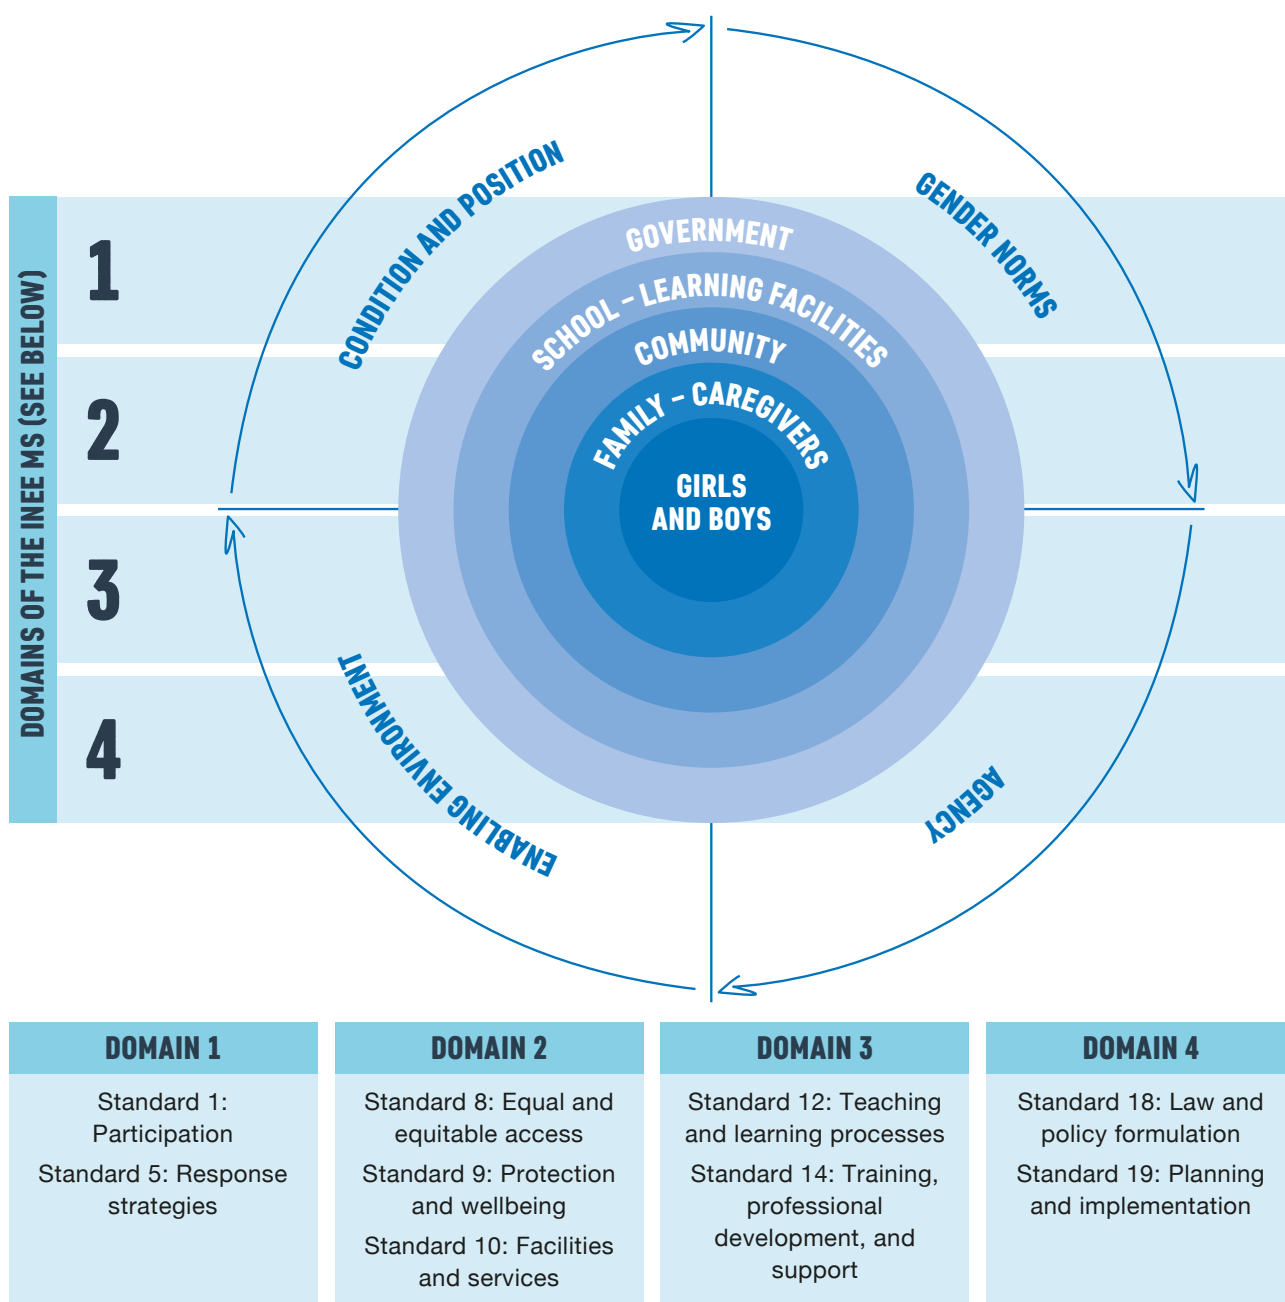 DOMAINS OF THE INEE MS (SEE BELOW)
1
2
3
4
CONDITION AND POSITION
GENDER NORMS
ENABLING ENVIRONMENT
AGENCY
GOVERNMENT
SCHOOL – LEARNING FACILITIES
COMMUNITY
FAMILY – CAREGIVERS
GIRLS
AND BOYS
DOMAIN 1
Standard 1:
Participation
Standard 5: Response
strategies
DOMAIN 2
Standard 8: Equal and
equitable access
Standard 9: Protection
and wellbeing
Standard 10: Facilities
and services
DOMAIN 3
Standard 12: Teaching
and learning processes
Standard 14: Training,
professional
development, and
support
DOMAIN 4
Standard 18: Law and
policy formulation
Standard 19: Planning
and implementation